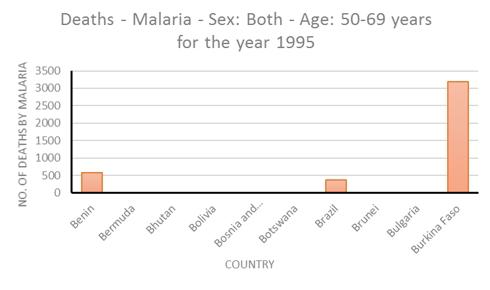 Deaths - Malaria - Sex: Both - Age: 50-69 years
for the year 1995
NO. OF DEATHS BY MALARIA
3500
3000
2500
2000
1500
1000
500
0
Benin
Bermuda
Bhutan
Bolivia
Bosnia and...
Botswana
Brazil
Brunei
Bulgaria
Burkina Faso
COUNTRY